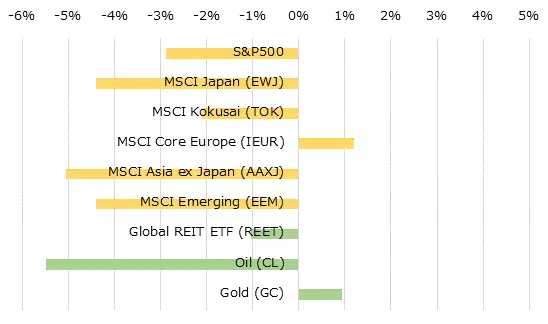 -6% -5% -4% -3% -2% -1% 0% 1% 2% 3% 4% 5%
S&P500
MSCI Japan (EWJ)
MSCI Kokusai (TOK)
MSCI Core Europe (IEUR)
MSCI Asia ex Japan (AAXJ)
MSCI Emerging (EEM)
Global REIT ETF (REET)
Oil (CL)
Gold (GC)